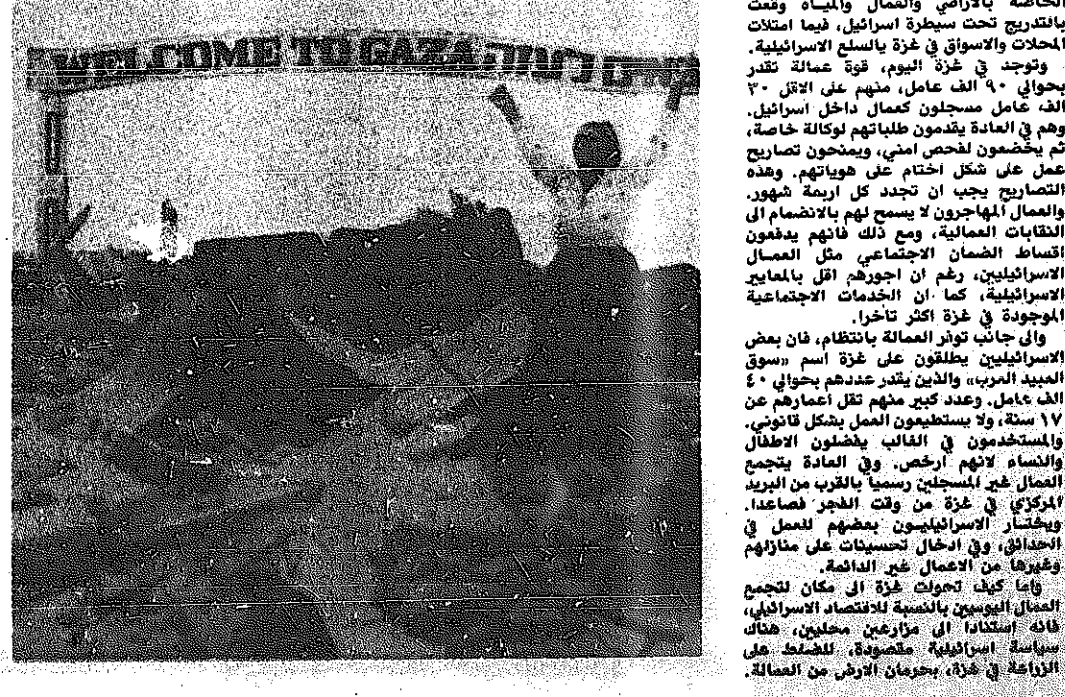 WELCOME TO GAZA
الخاصة بالاراضي والعمال والمياه وقعت
بالتدريج تحت سيطرة اسرائيل، فيما امتلأت
المحلات والاسواق في غزة بالسلع الاسرائيلية.
وتوجد في غزة اليوم، قوة عمالة تقدر
بحوالي ٩٠ الف عامل، منهم على الاقل ٣٠
الف عامل مسجلون كعمال داخل اسرائيل.
وهم في العادة يقدمون طلباتهم لوكالة خاصة،
ثم يخضعون لفحص امني، ويمنحون تصاريح
عمل على شكل اختام على هوياتهم. وهذه
التصاريح يجب ان تجدد كل اربعة شهور.
والعمال المهاجرون لا يسمح لهم بالانضمام الى
النقابات العمالية، ومع ذلك فانهم يدفعون
اقساط الضمان الاجتماعي مثل العمال
الاسرائيليين، رغم ان اجورهم اقل بالمعايير
الاسرائيلية، كما ان الخدمات الاجتماعية
الموجودة في غزة اكثر تأخرا.
والى جانب توفر العمالة بانتظام، فان بعض
الاسرائيليين يطلقون على غزة اسم «سوق
العبيد العرب» والذين يقدر عددهم بحوالي ٤٠
الف عامل. وعدد كبير منهم تقل اعمارهم عن
١٧ سنة، ولا يستطيعون العمل بشكل قانوني.
والمستخدمون في الغالب يفضلون الاطفال
والنساء لانهم ارخص. وفي العادة يتجمع
العمال غير المسجلين رسميا بالقرب من البريد
المركزي في غزة من وقت الفجر فصاعدا.
ويختار الاسرائيليون بعضهم للعمل في
الحدائق، وفي ادخال تحسينات على منازلهم
وغيرها من الاعمال غير الدائمة.
واما كيف تحولت غزة الى مكان لتجمع
العمال اليوميين بالنسبة للاقتصاد الاسرائيلي،
فانه استنادا الى مزارعين محليين، هناك
سياسة اسرائيلية مقصودة، للضغط على
الزراعة في غزة، بحرمان الارض من العمالة.